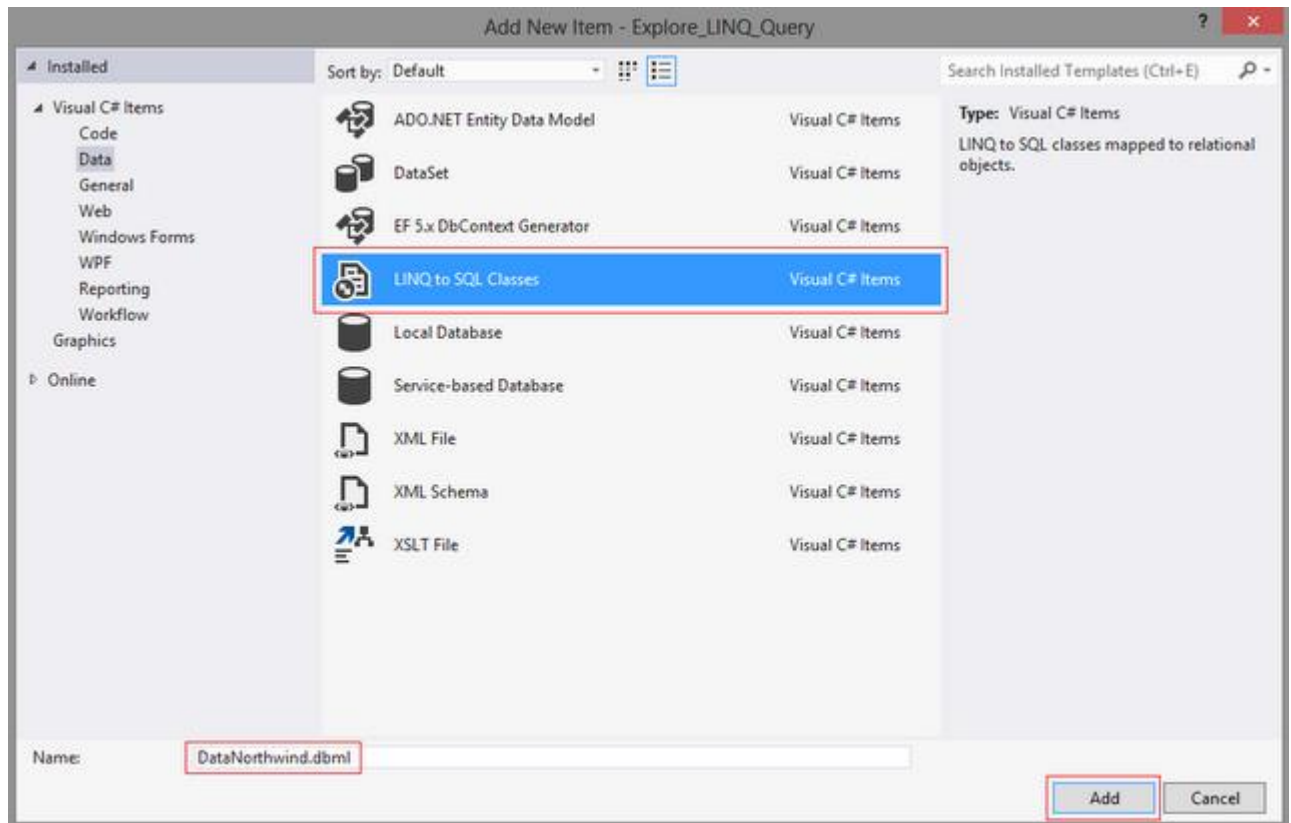 Add New Item - Explore_LINQ_Query
?
Installed
Sort by: Default
Search Installed Templates (Ctrl+E)
Visual C# Items
Code
Data
General
Web
Windows Forms
WPF
Reporting
Workflow
Graphics
Online
ADO.NET Entity Data Model Visual C# Items
DataSet Visual C# Items
EF 5.x DbContext Generator Visual C# Items
LINQ to SQL Classes Visual C# Items
Local Database Visual C# Items
Service-based Database Visual C# Items
XML File Visual C# Items
XML Schema Visual C# Items
XSLT File Visual C# Items
Type: Visual C# Items
LINQ to SQL classes mapped to relational
objects.
Name: DataNorthwind.dbml
Add Cancel